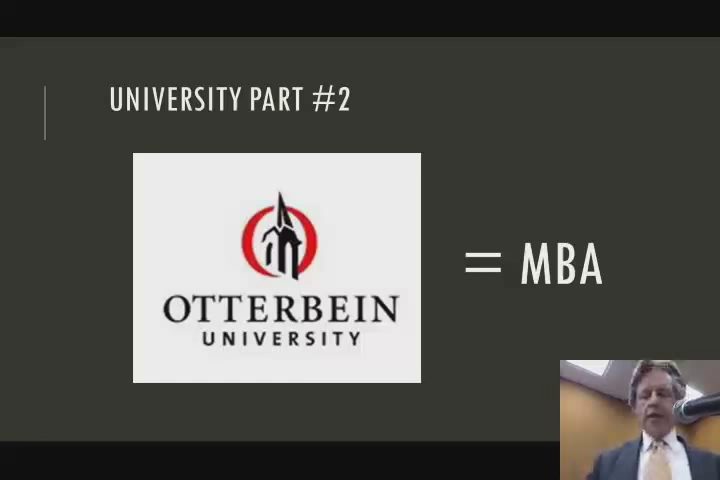 UNIVERSITY PART #2
OTTERBEIN
UNIVERSITY
= MBA